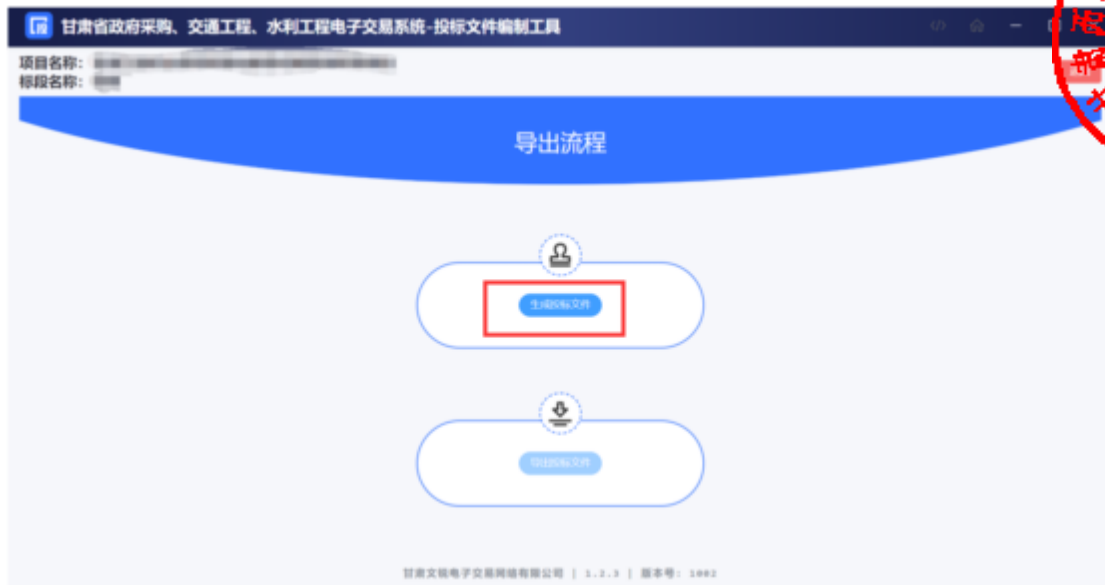 甘肃省政府采购、交通工程、水利工程电子交易系统-投标文件编制工具
项目名称：
标段名称：
导出流程
生成投标文件
导出投标文件
甘肃文锐电子交易网络有限公司 | 1.2.3 | 版本号: 1002